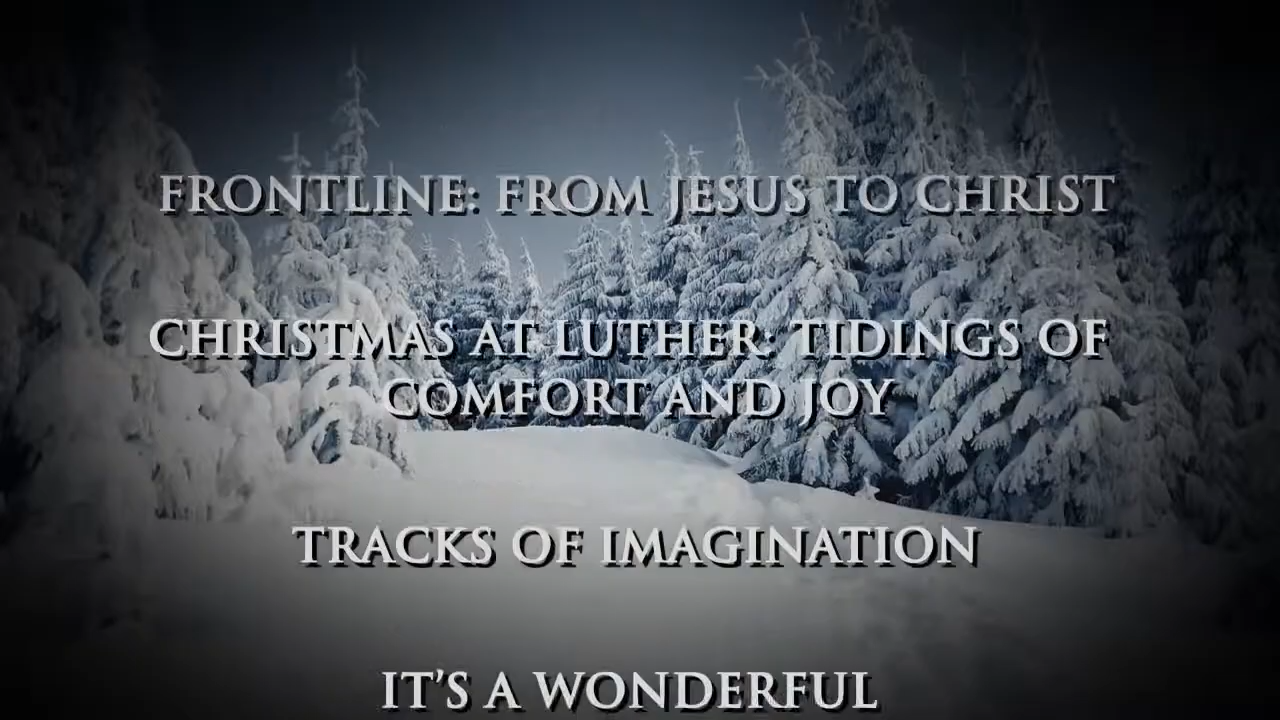 FRONTLINE: FROM JESUS TO CHRIST
CHRISTMAS AT LUTHER: TIDINGS OF
COMFORT AND JOY
TRACKS OF IMAGINATION
IT'S A WONDERFUL